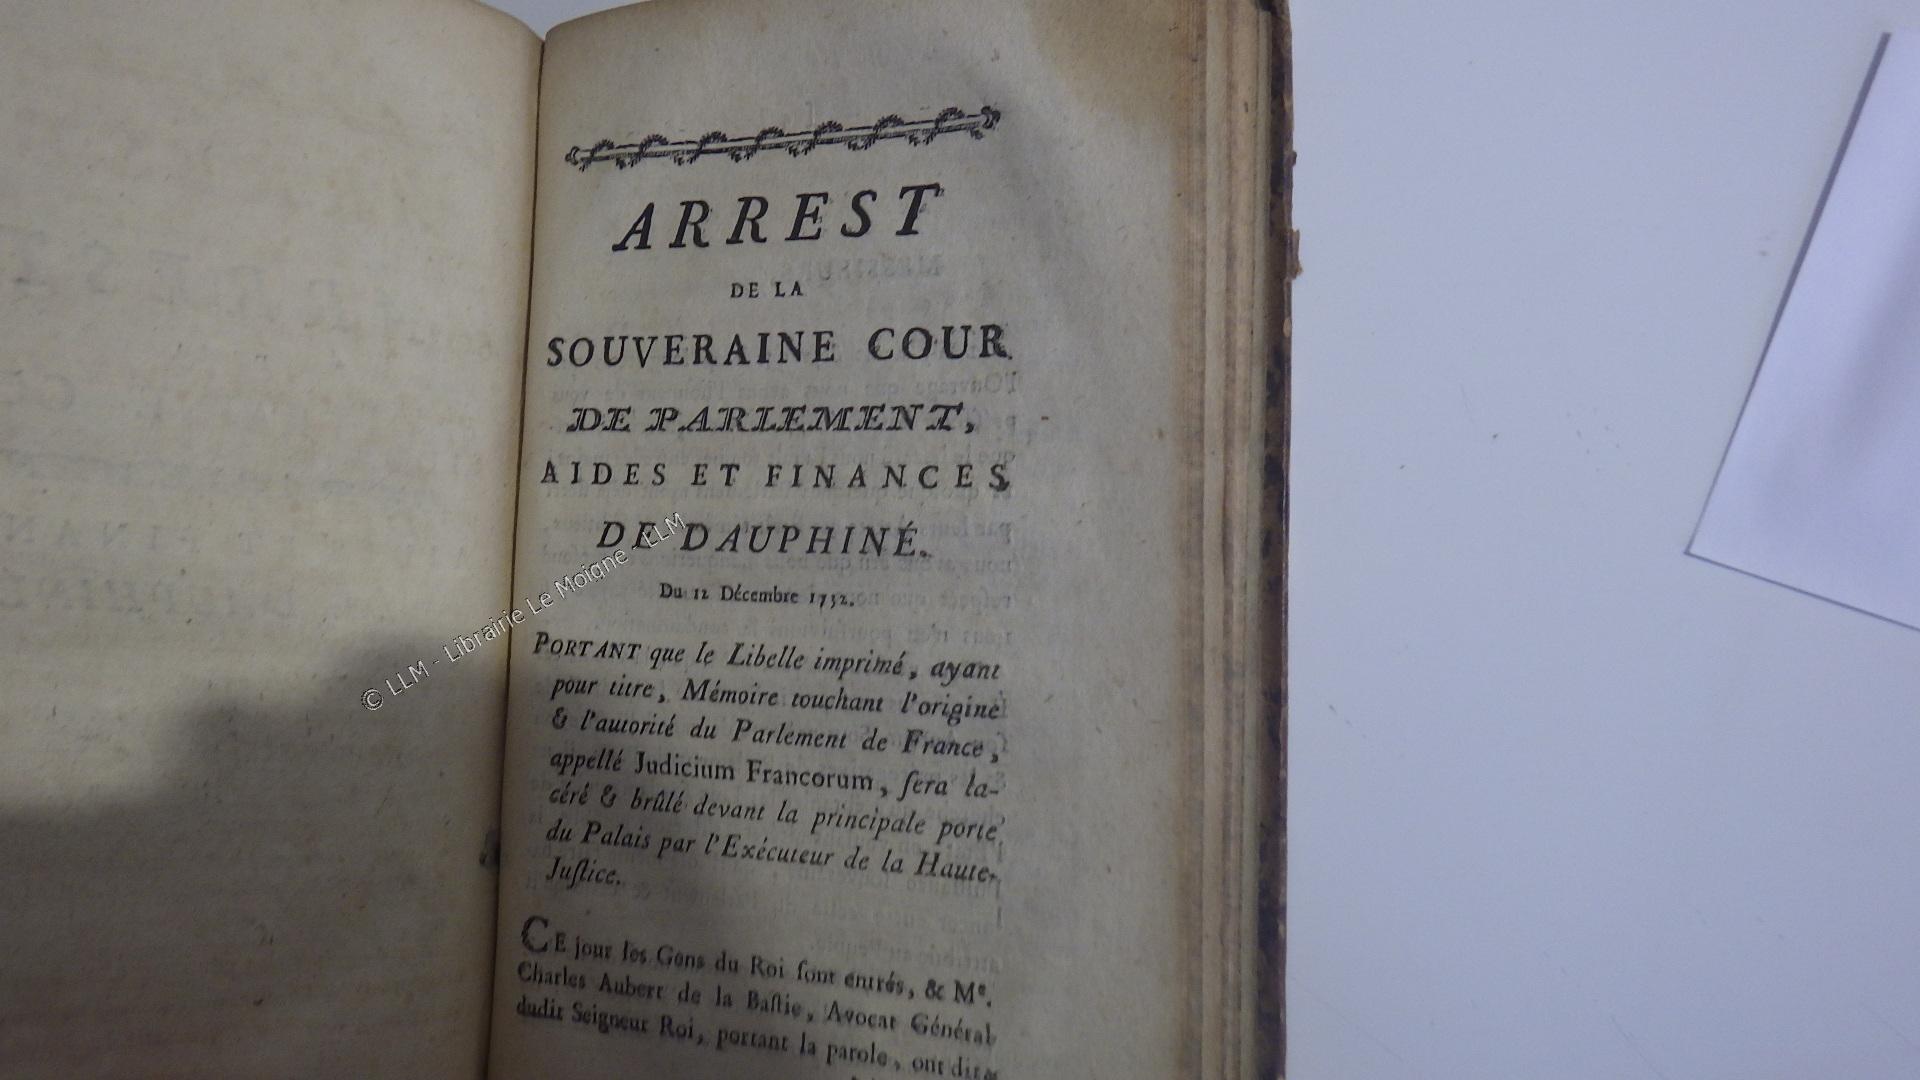 ARREST
DE LA
SOUVERAINE COUR
DE PARLEMENT,
AIDES ET FINANCES
DE DAUPHINÉ.
Du 12 Décembre 1732.
PORTANT que le Libelle imprimé, ayant
pour titre, Mémoire touchant l'origine
& l'autorité du Parlement de France,
appellé Judicium Francorum, ſera la-
céré & brûlé devant la principale porte
du Palais par l'Exécuteur de la Haute-
Juſtice.
CE jour les Gens du Roi ſont entrés, & Me.
Charles Aubert de la Baſtie, Avocat Général
dudit Seigneur Roi, portant la parole, ont dit
© LLM - Librairie Le Moigne - LLM